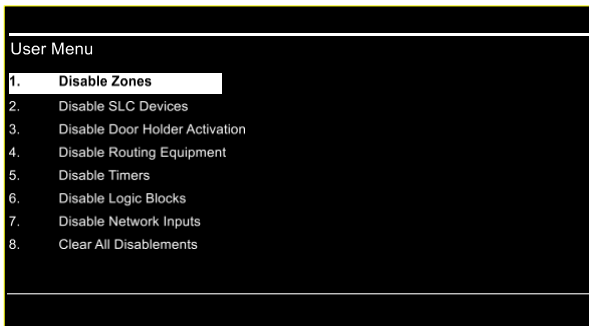 User Menu
1. Disable Zones
2. Disable SLC Devices
3. Disable Door Holder Activation
4. Disable Routing Equipment
5. Disable Timers
6. Disable Logic Blocks
7. Disable Network Inputs
8. Clear All Disablements